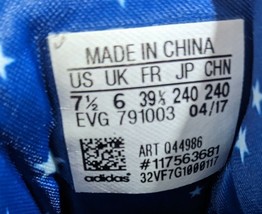 MADE IN CHINA
US UK FR JP CHN
7½ 6 39⅓ 240 240
EVG 791003 04/17
ART Q44986
#117563681
32VF7G1000117
adidas